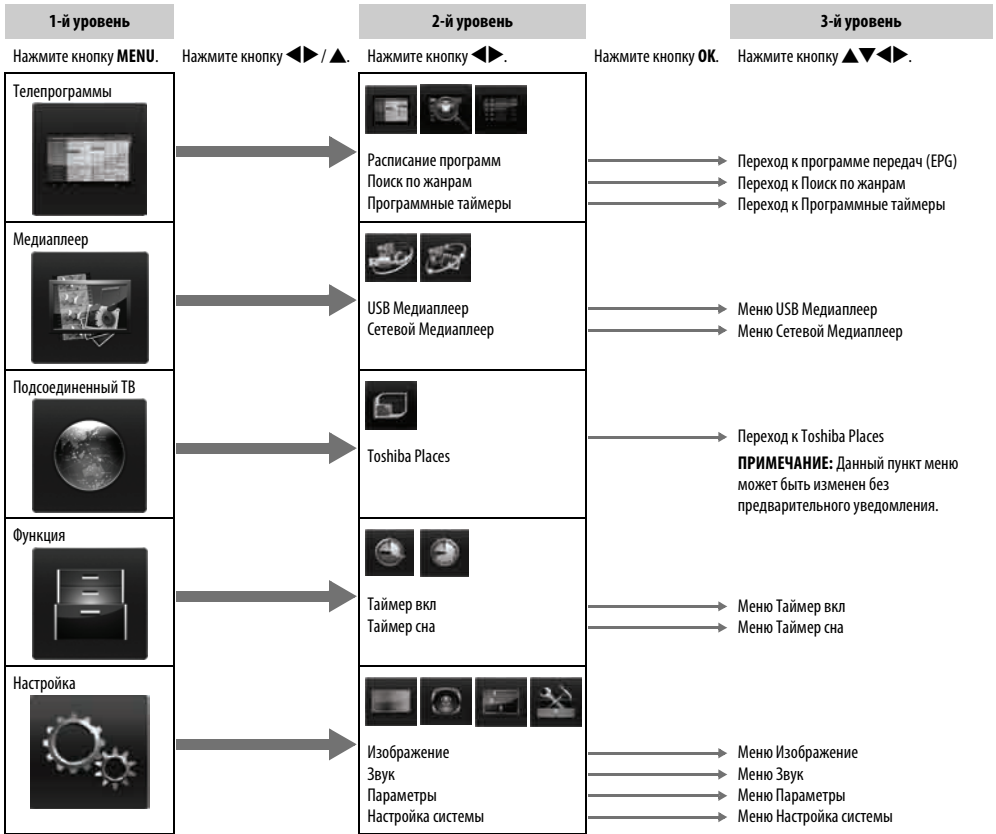 1-й уровень
2-й уровень
3-й уровень
Нажмите кнопку MENU.
Нажмите кнопку ◀▶ / ▲.
Нажмите кнопку ◀▶.
Нажмите кнопку OK.
Нажмите кнопку ▲▼◀▶.
Телепрограммы
Расписание программ
Поиск по жанрам
Программные таймеры
Переход к программе передач (EPG)
Переход к Поиск по жанрам
Переход к Программные таймеры
Медиаплеер
USB Медиаплеер
Сетевой Медиаплеер
Меню USB Медиаплеер
Меню Сетевой Медиаплеер
Подсоединенный ТВ
Toshiba Places
Переход к Toshiba Places
ПРИМЕЧАНИЕ: Данный пункт меню
может быть изменен без
предварительного уведомления.
Функция
Таймер вкл
Таймер сна
Меню Таймер вкл
Меню Таймер сна
Настройка
Изображение
Звук
Параметры
Настройка системы
Меню Изображение
Меню Звук
Меню Параметры
Меню Настройка системы